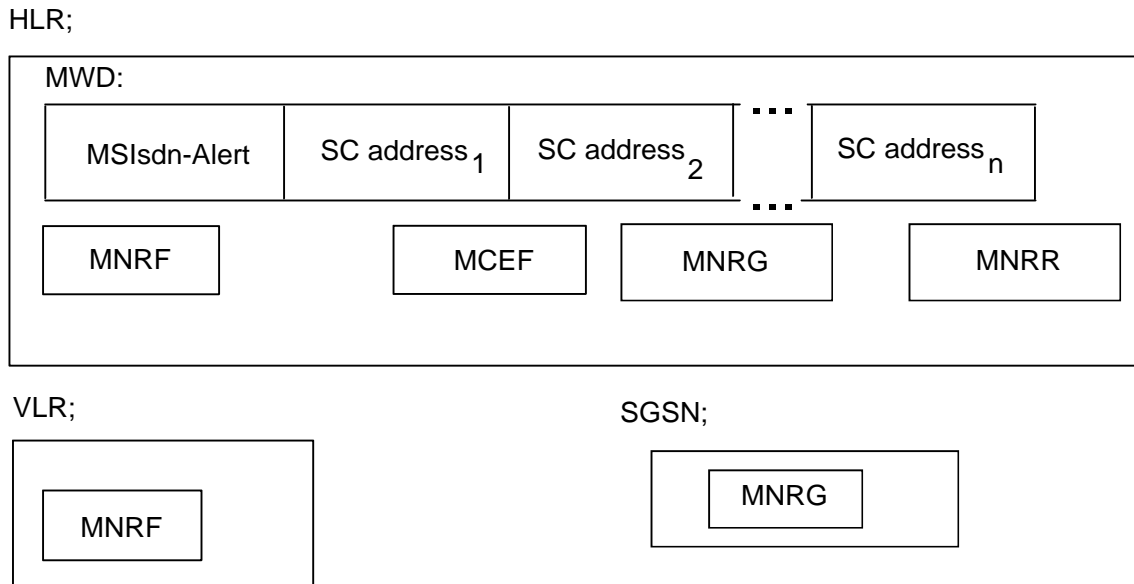 HLR;
MWD:
MSIsdn-Alert SC address1 SC address2 ... SC addressn
...
MNRF MCEF MNRG MNRR
VLR; SGSN;
MNRF MNRG